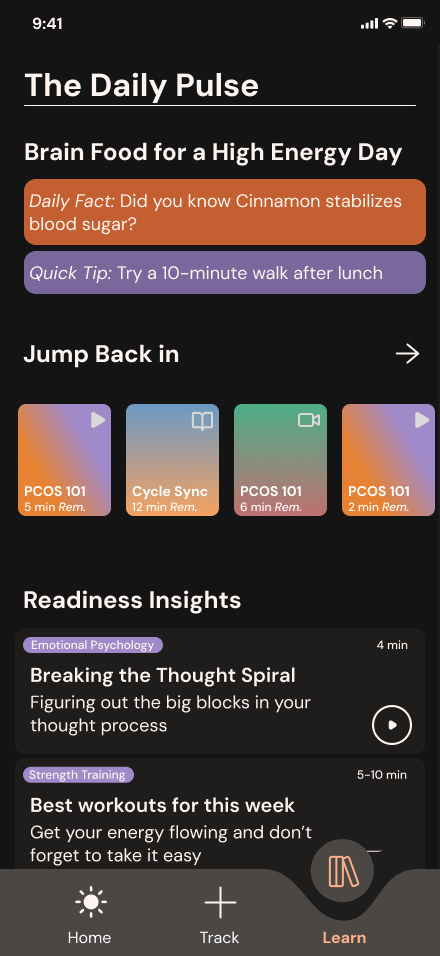 9:41
The Daily Pulse
Brain Food for a High Energy Day
Daily Fact: Did you know Cinnamon stabilizes
blood sugar?
Quick Tip: Try a 10-minute walk after lunch
Jump Back in
PCOS 101
5 min Rem.
Cycle Sync
12 min Rem.
PCOS 101
6 min Rem.
PCOS 101
2 min Rem.
Readiness Insights
Emotional Psychology
4 min
Breaking the Thought Spiral
Figuring out the big blocks in your
thought process
Strength Training
5-10 min
Best workouts for this week
Get your energy flowing and don’t
forget to take it easy
Home
Track
Learn